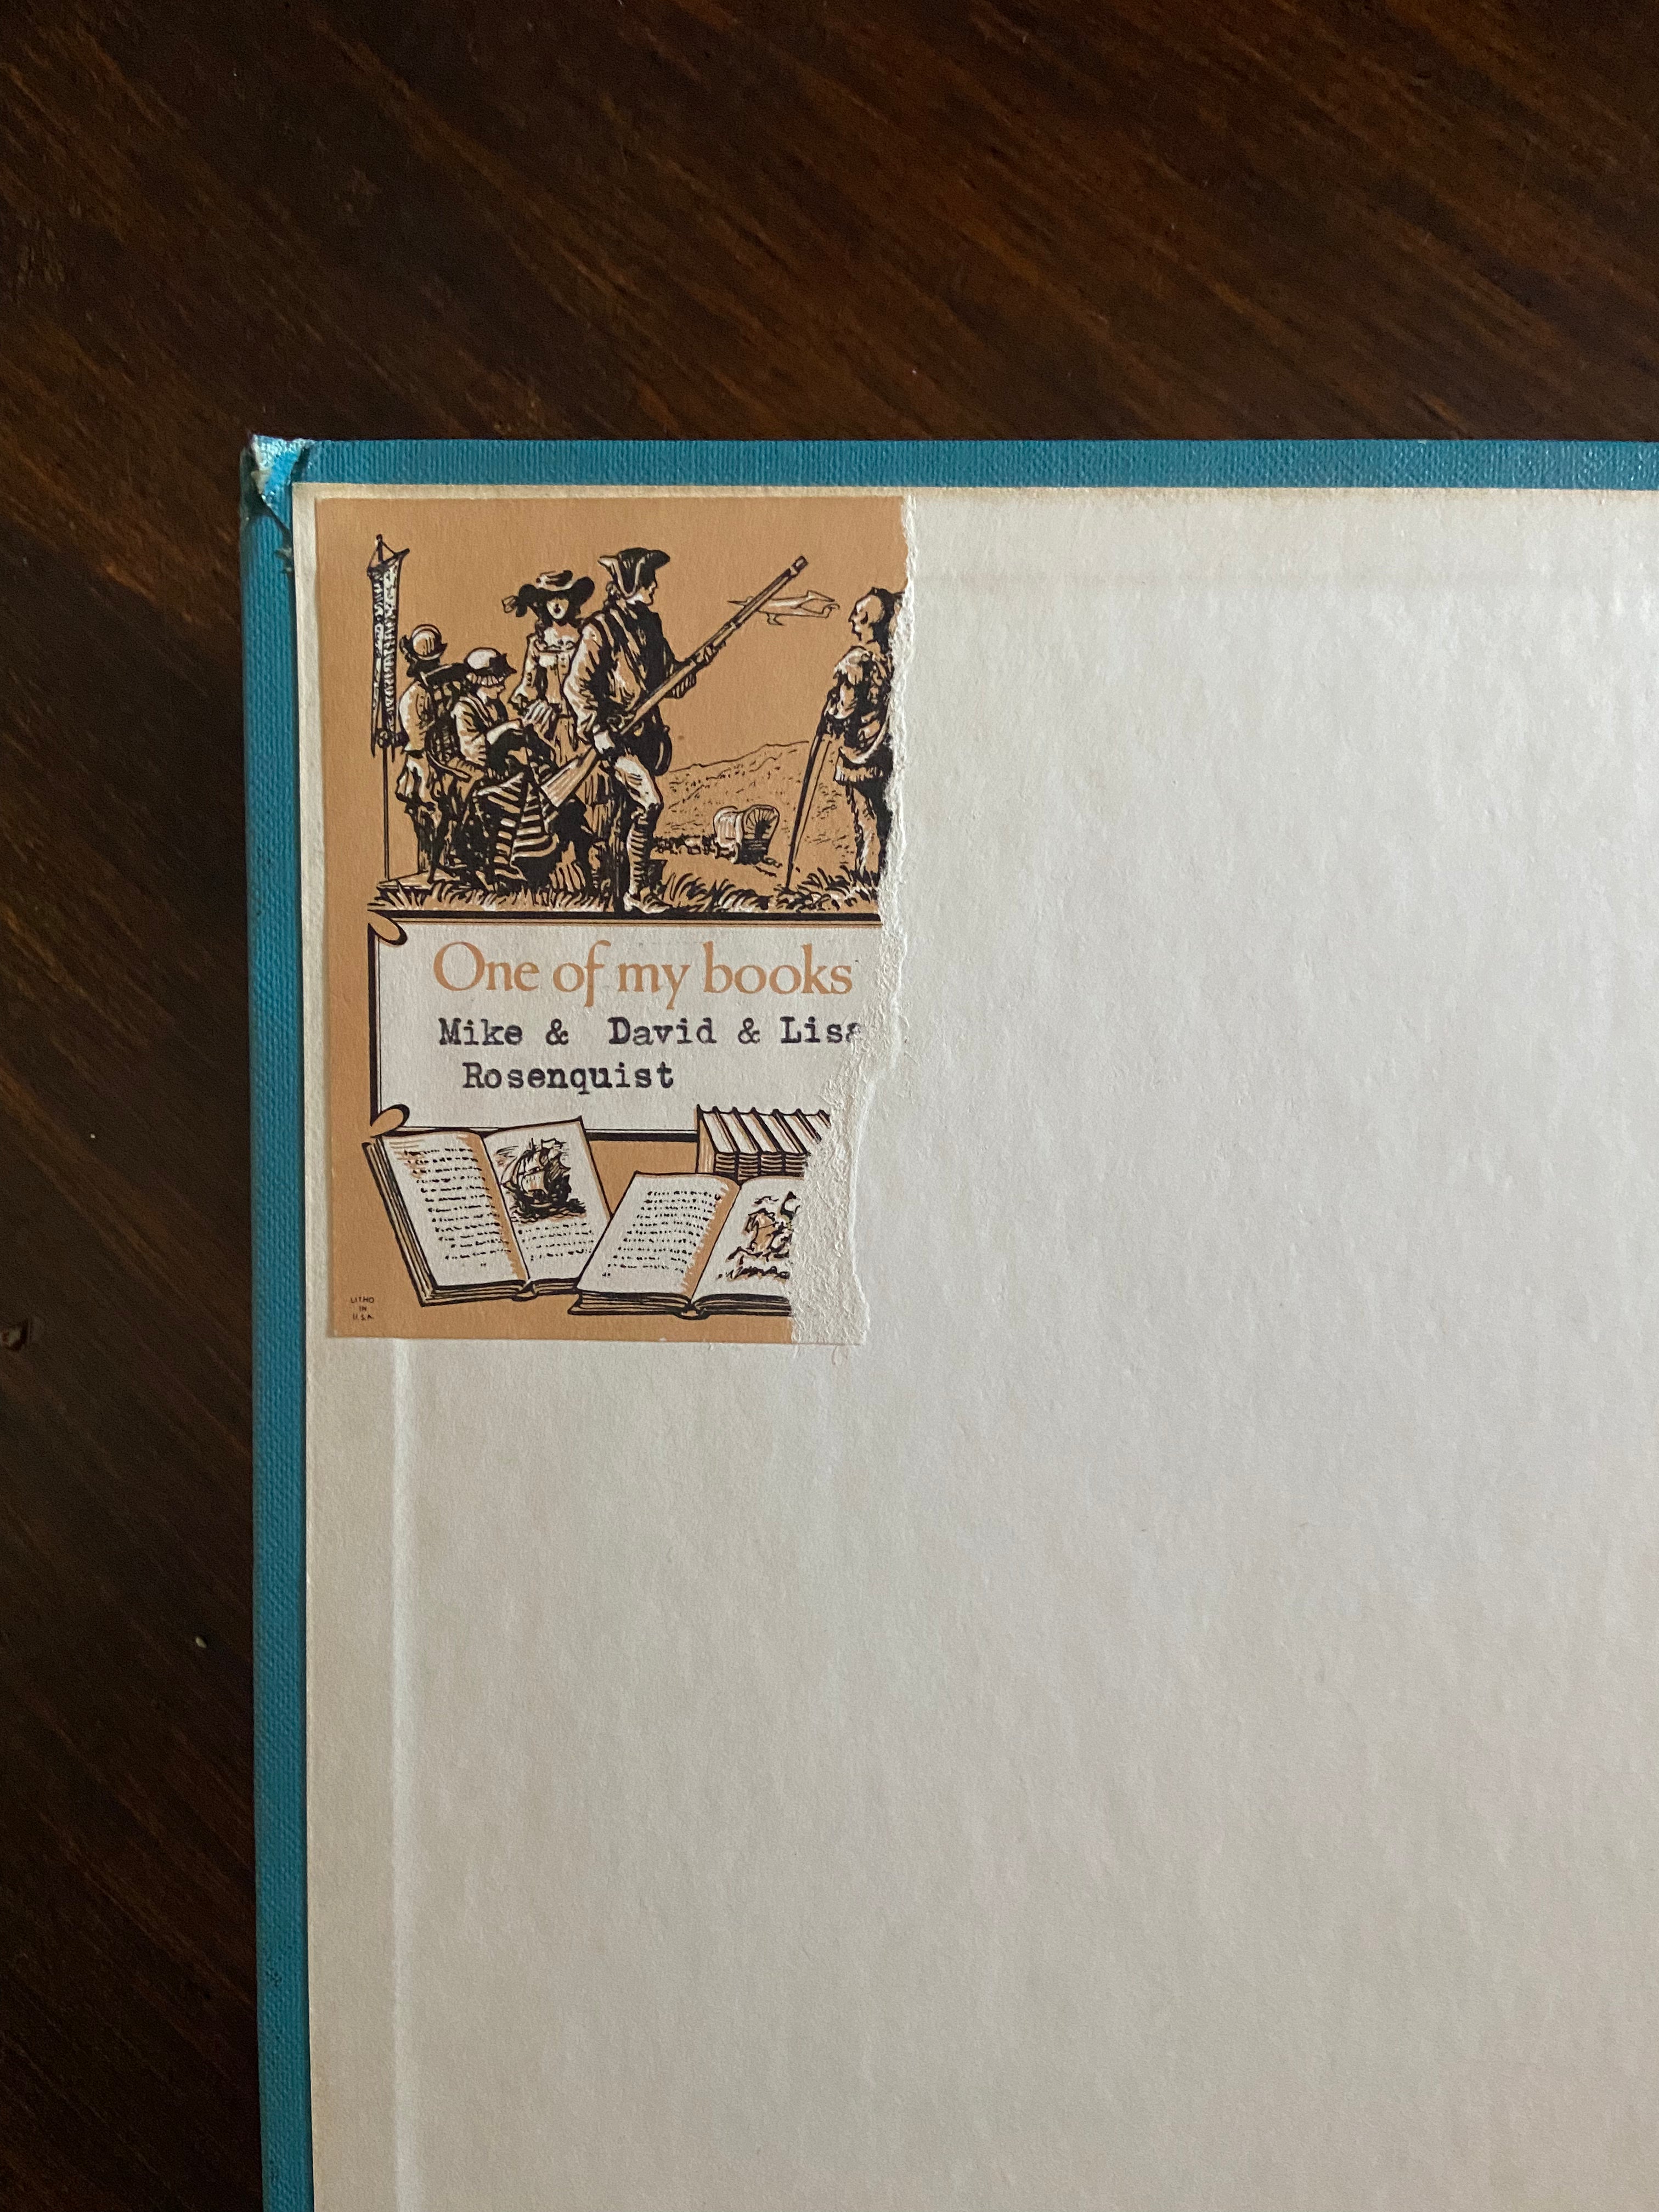 One of my books
Mike & David & Lisa
Rosenquist
LITHO
IN
U.S.A.